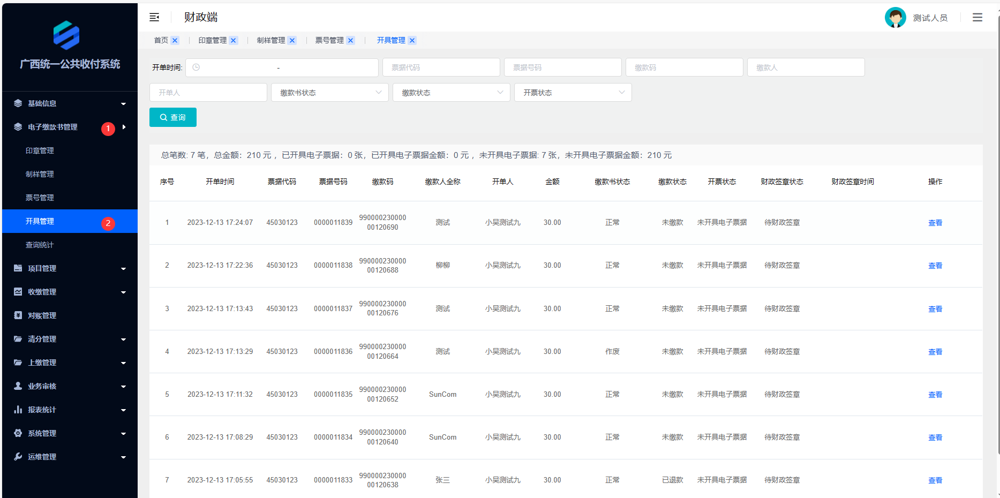 广西统一公共收付系统
基础信息
电子缴款书管理 1
印章管理
制样管理
票号管理
开具管理 2
查询统计
项目管理
收缴管理
对账管理
清分管理
上缴管理
业务审核
报表统计
系统管理
运维管理
财政端
测试人员
首页 印章管理 制样管理 票号管理 开具管理
开单时间: - 票据代码 票据号码 缴款码 缴款人
开单人 缴款书状态 缴款状态 开票状态
查询
总笔数: 7 笔，总金额：210 元 ，已开具电子票据：0 张，已开具电子票据金额：0 元 ，未开具电子票据: 7 张，未开具电子票据金额：210 元
序号 开单时间 票据代码 票据号码 缴款码 缴款人全称 开单人 金额 缴款书状态 缴款状态 开票状态 财政签章状态 财政签章时间 操作
1 2023-12-13 17:24:07 45030123 0000011839 990000230000 测试 小吴测试九 30.00 正常 未缴款 未开具电子票据 待财政签章 查看
00120690
2 2023-12-13 17:22:36 45030123 0000011838 990000230000 柳柳 小吴测试九 30.00 正常 未缴款 未开具电子票据 待财政签章 查看
00120688
3 2023-12-13 17:13:43 45030123 0000011837 990000230000 测试 小吴测试九 30.00 正常 未缴款 未开具电子票据 待财政签章 查看
00120676
4 2023-12-13 17:13:29 45030123 0000011836 990000230000 测试 小吴测试九 30.00 作废 未缴款 未开具电子票据 待财政签章 查看
00120664
5 2023-12-13 17:11:32 45030123 0000011835 990000230000 SunCom 小吴测试九 30.00 正常 未缴款 未开具电子票据 待财政签章 查看
00120652
6 2023-12-13 17:08:29 45030123 0000011834 990000230000 SunCom 小吴测试九 30.00 正常 未缴款 未开具电子票据 待财政签章 查看
00120640
7 2023-12-13 17:05:55 45030123 0000011833 990000230000 张三 小吴测试九 30.00 正常 已退款 未开具电子票据 待财政签章 查看
00120638